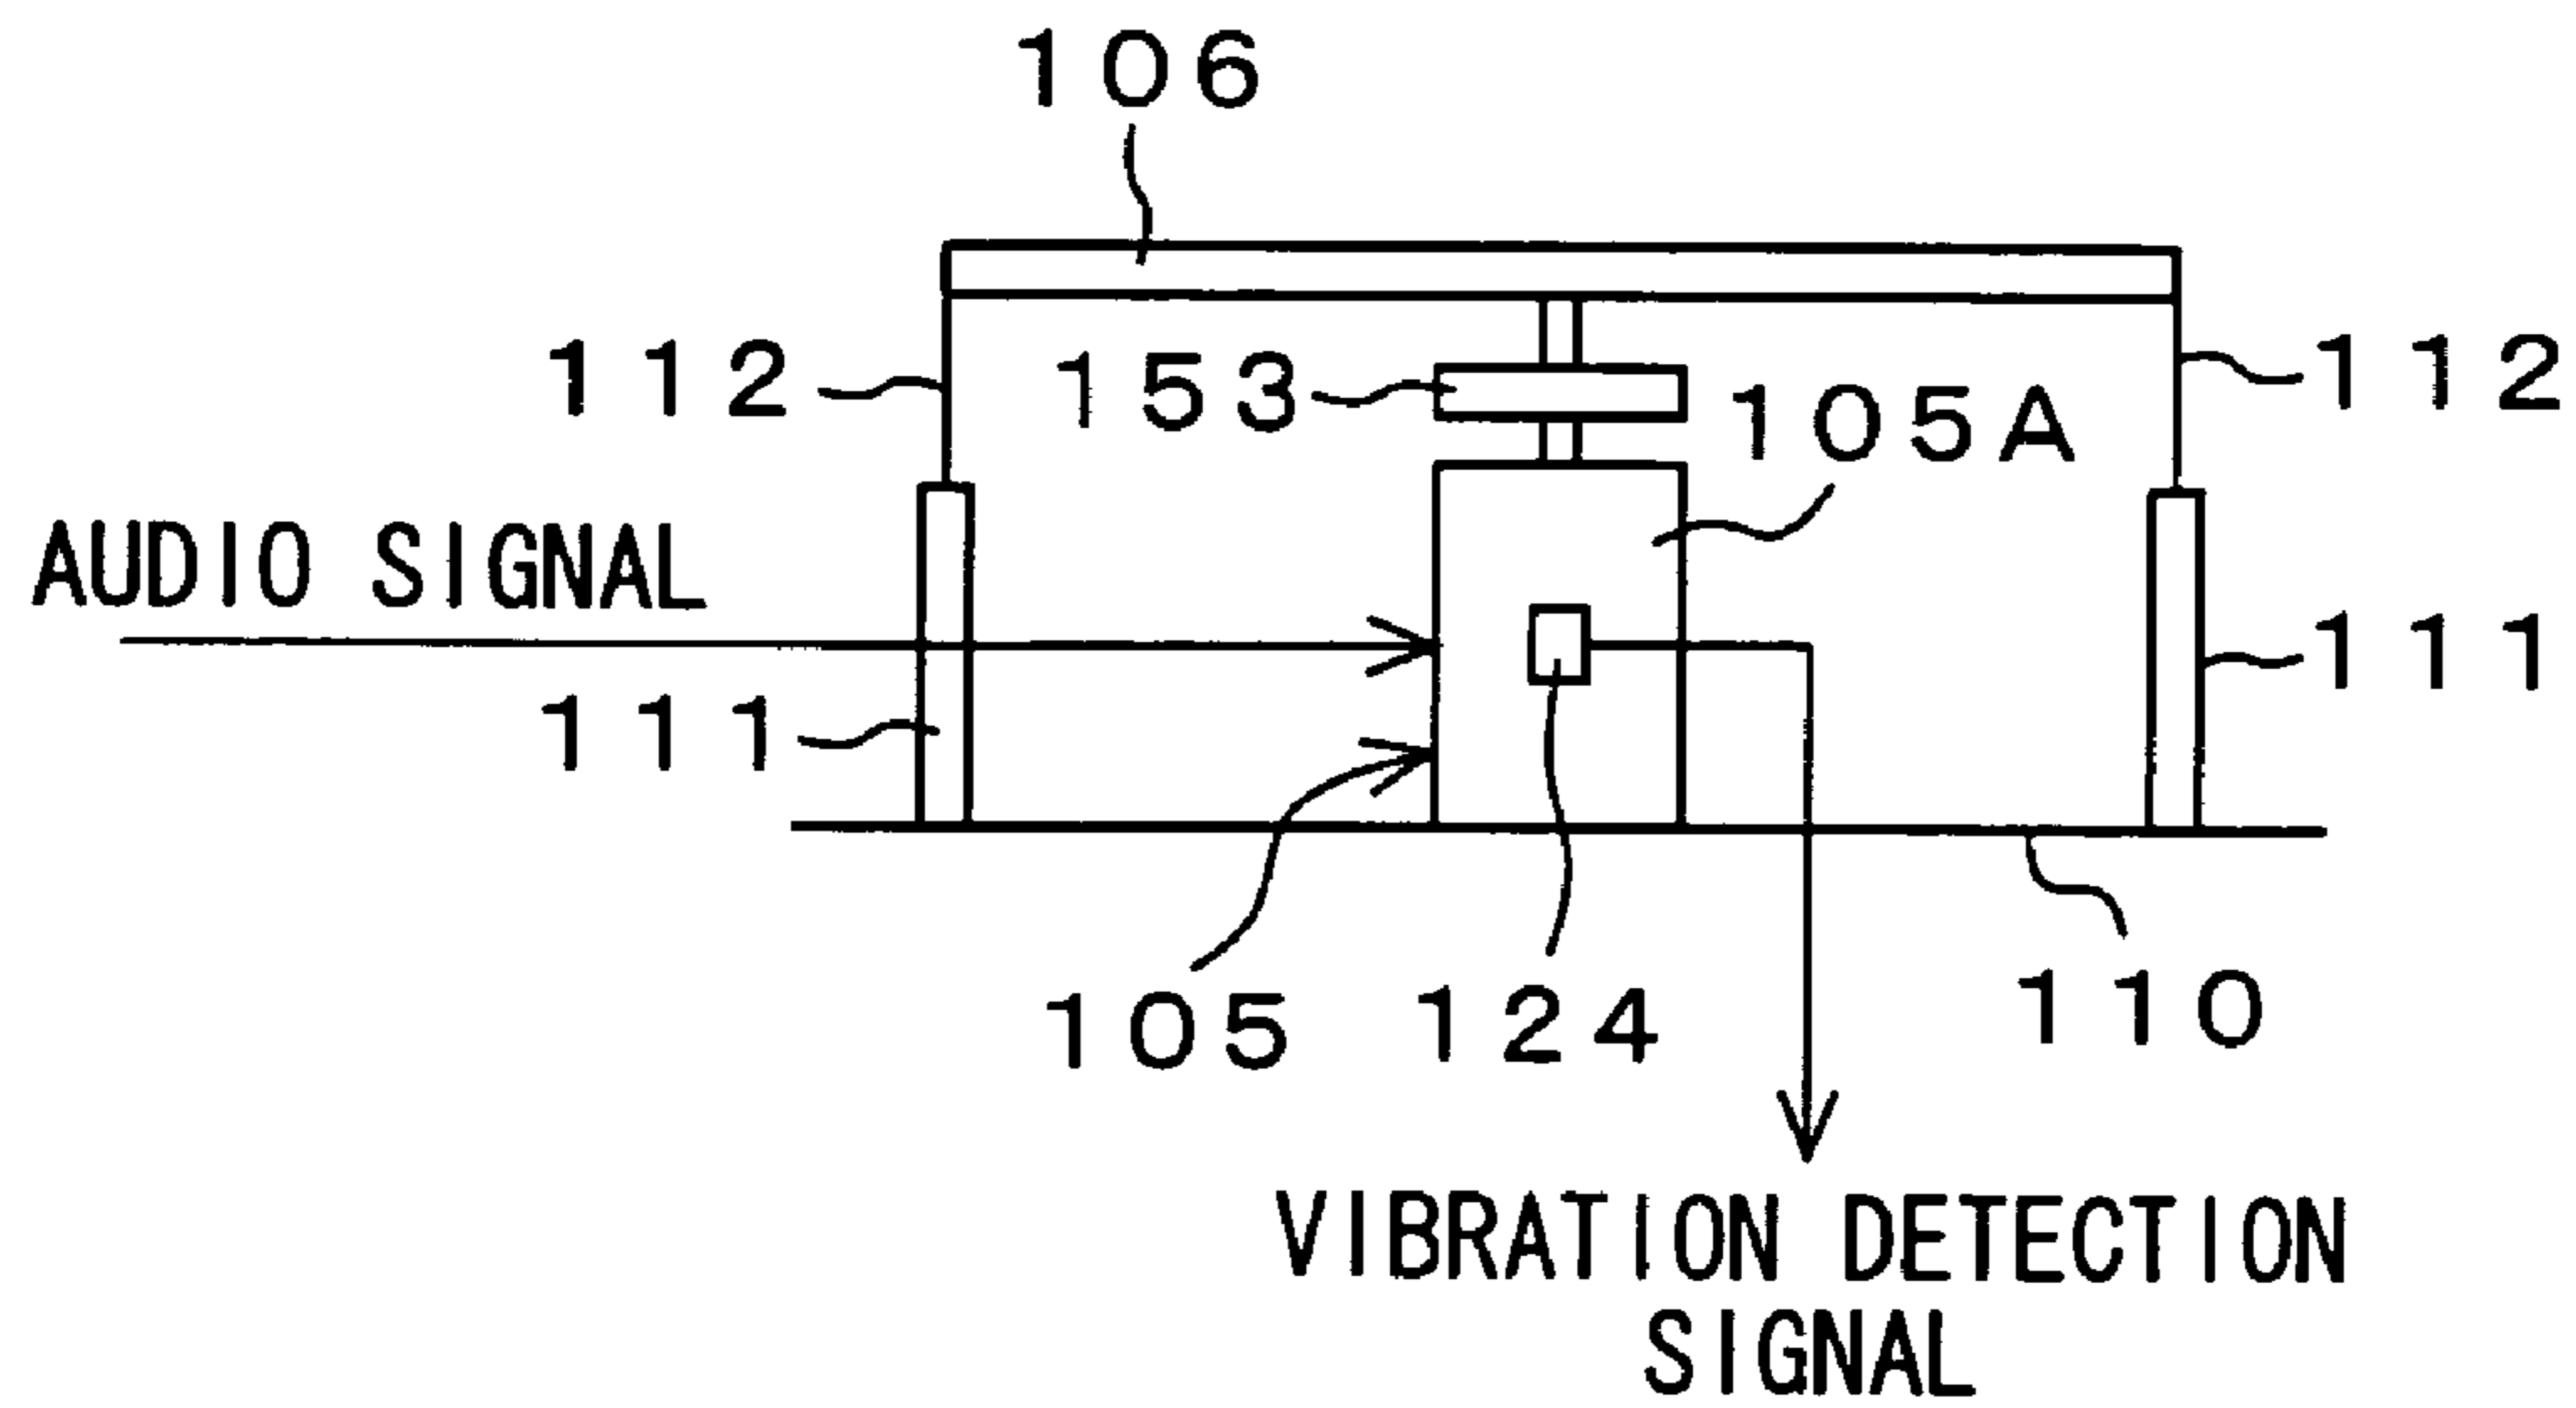 106
112
153
105A
112
AUDIO SIGNAL
111
111
105
124
110
VIBRATION DETECTION
SIGNAL